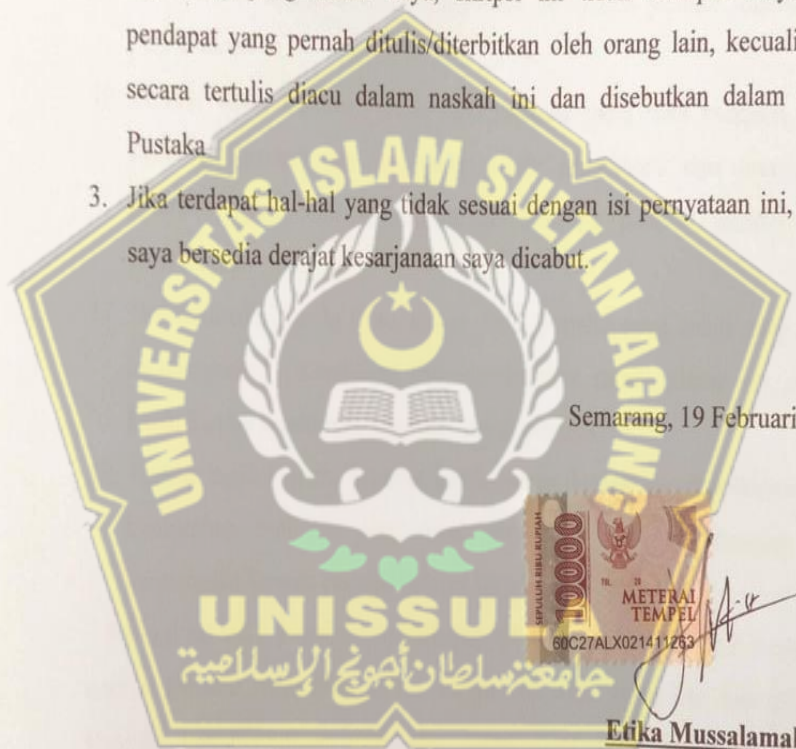 pendapat yang pernah ditulis/diterbitkan oleh orang lain, kecuali
secara tertulis diacu dalam naskah ini dan disebutkan dalam
Pustaka
3. Jika terdapat hal-hal yang tidak sesuai dengan isi pernyataan ini,
saya bersedia derajat kesarjanaan saya dicabut.
UNIVERSITAS ISLAM SULTAN AGUNG
Semarang, 19 Februari
SEPULUH RIBU RUPIAH
10000
TGL. 20
METERAI
TEMPEL
60C27ALX021411263
UNISSULA
جامعة سلطان أجونج الإسلامية
Etika Mussalamah